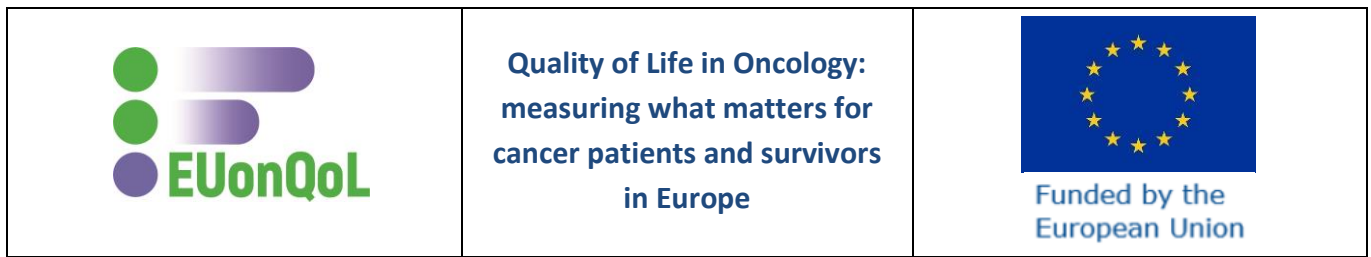 EUonQoL
Quality of Life in Oncology:
measuring what matters for
cancer patients and survivors
in Europe
Funded by the
European Union